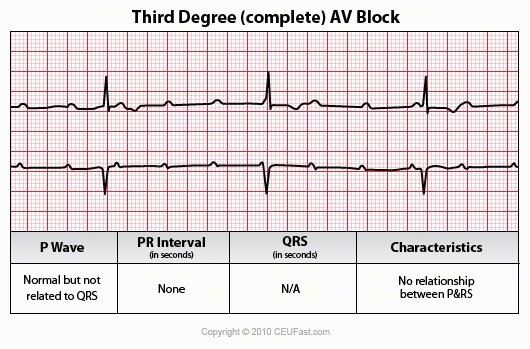 Third Degree (complete) AV Block
P Wave
PR Interval
(in seconds)
QRS
(in seconds)
Characteristics
Normal but not
related to QRS
None
N/A
No relationship
between P&RS
Copyright © 2010 CEUFast.com